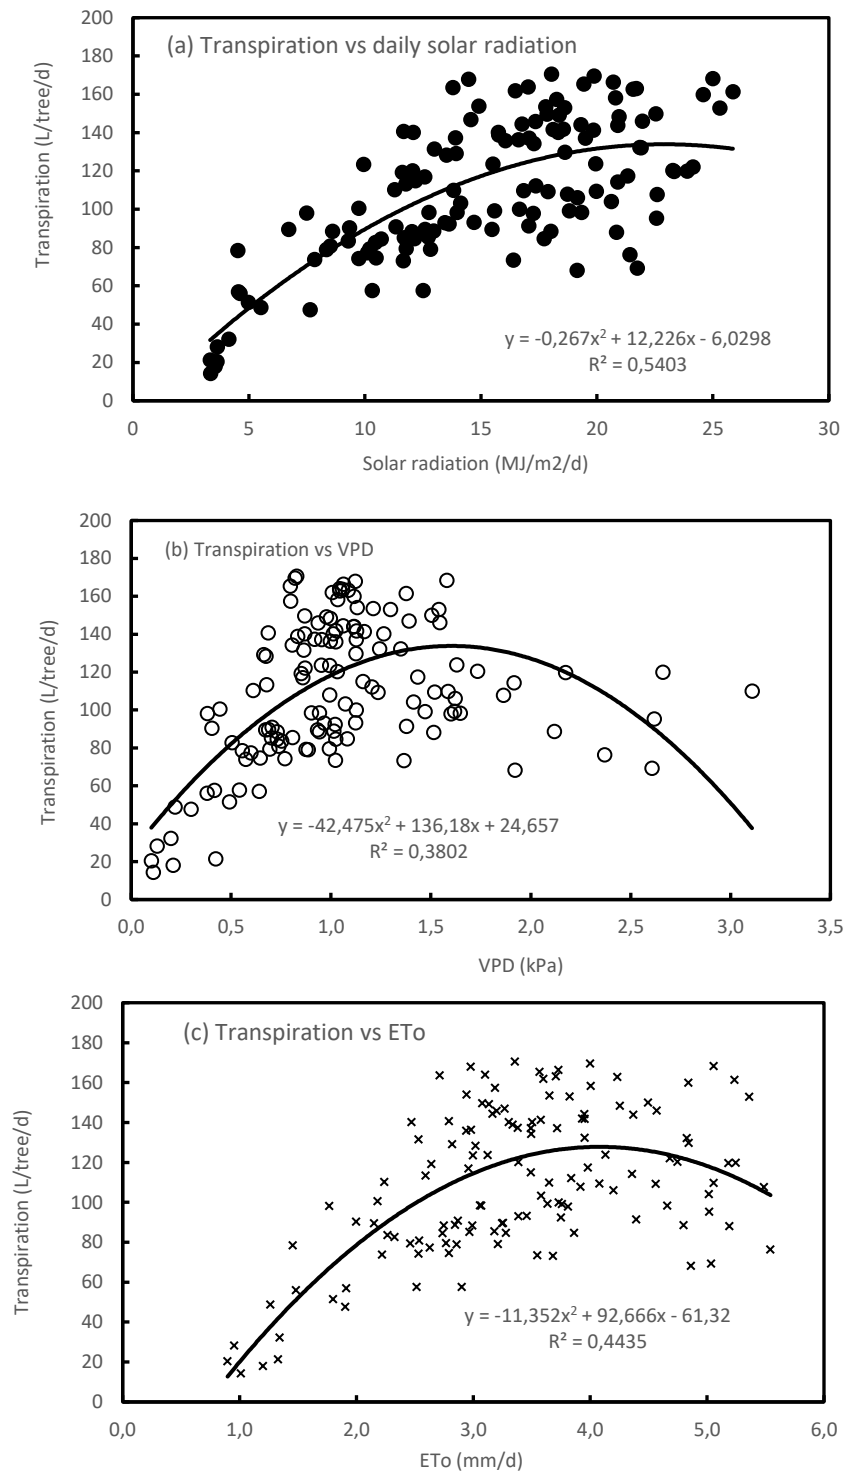 (a) Transpiration vs daily solar radiation
Transpiration (L/tree/d)
200
180
160
140
120
100
80
60
40
20
0
y = -0,267x² + 12,226x - 6,0298
R² = 0,5403
0 5 10 15 20 25 30
Solar radiation (MJ/m2/d)
(b) Transpiration vs VPD
Transpiration (L/tree/d)
200
180
160
140
120
100
80
60
40
20
0
y = -42,475x² + 136,18x + 24,657
R² = 0,3802
0,0 0,5 1,0 1,5 2,0 2,5 3,0 3,5
VPD (kPa)
(c) Transpiration vs ETo
Transpiration (L/tree/d)
200
180
160
140
120
100
80
60
40
20
0
y = -11,352x² + 92,666x - 61,32
R² = 0,4435
0,0 1,0 2,0 3,0 4,0 5,0 6,0
ETo (mm/d)